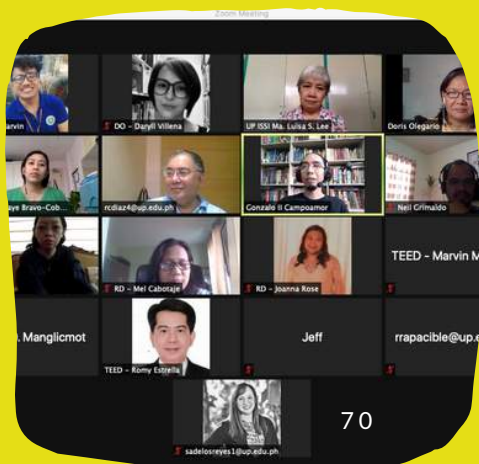 Zoom Meeting
arvin
DO - Daryll Villena
UP ISSI Ma. Luisa S. Lee
Doris Olegario
aye Bravo-Cob...
rcdiaz4@up.edu.ph
Gonzalo II Campoamor
Neil Grimaldo
RD - Mel Cabotaje
RD - Joanna Rose
TEED - Marvin M
. Manglicmot
TEED - Romy Estrella
Jeff
rrapacible@up.e
sadelosreyes1@up.edu.ph
70